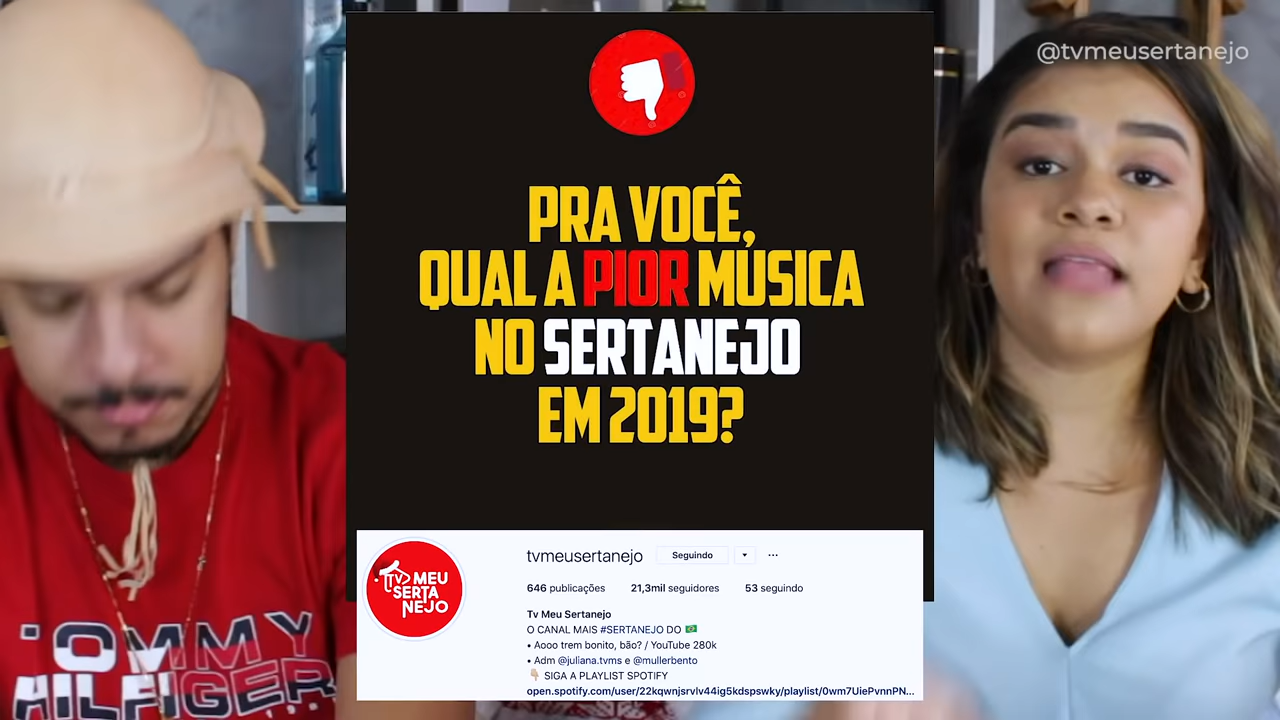 @tvmeusertanejo
PRA VOCÊ,
QUAL A PIOR MÚSICA
NO SERTANEJO
EM 2019?
TV MEU
SERTA
NEJO
tvmeusertanejo
Seguindo
646 publicações 21,3mil seguidores 53 seguindo
Tv Meu Sertanejo
O CANAL MAIS #SERTANEJO DO 🇧🇷
• Aooo trem bonito, bão? / YouTube 280k
• Adm @juliana.tvms e @mullerbento
👇🏼 SIGA A PLAYLIST SPOTIFY
open.spotify.com/user/22kqwnjsrvlv44ig5kdspswky/playlist/0wm7UiePvnnPN...
TOMMY
HILFIGER